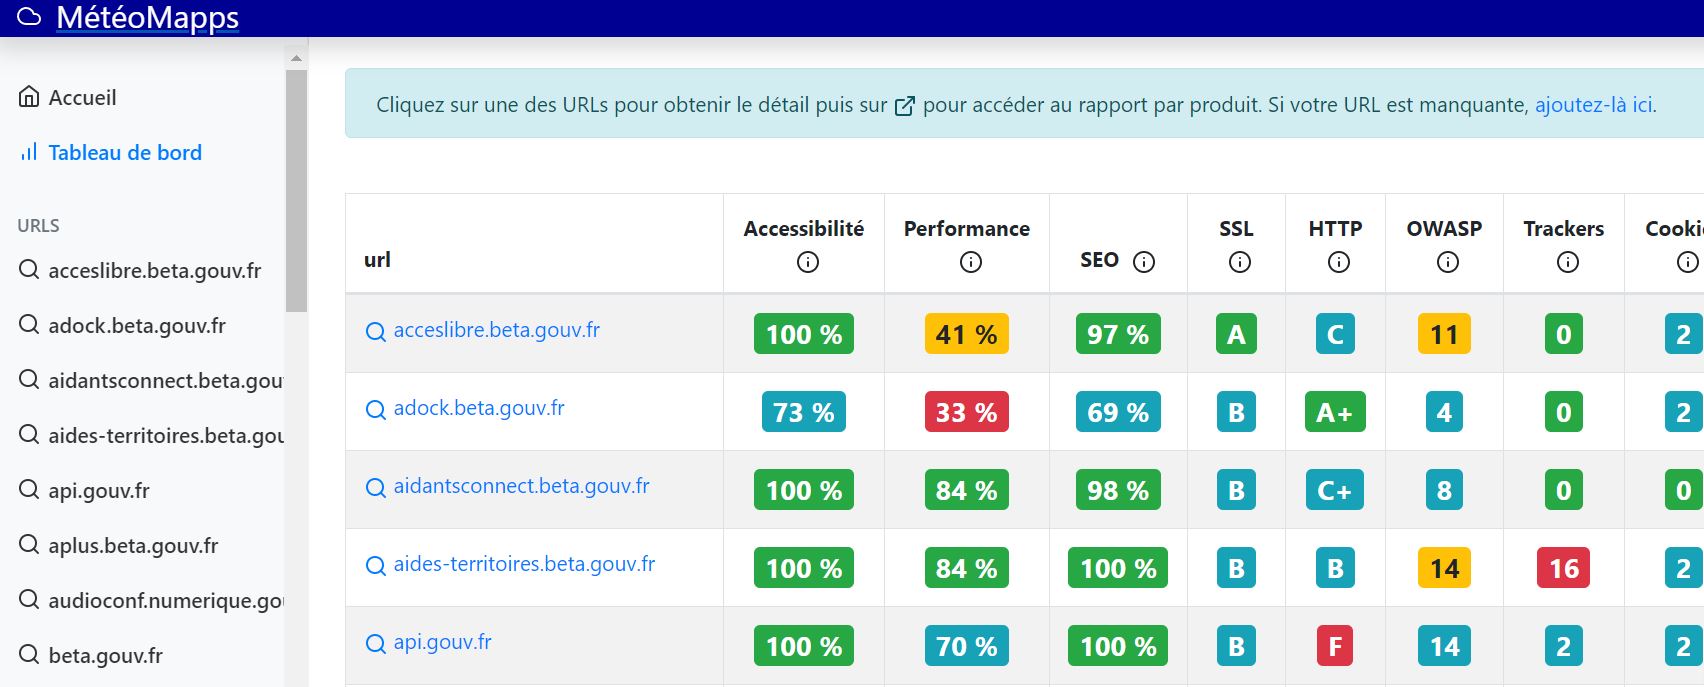 MétéoMapps
Accueil
Tableau de bord
URLS
acceslibre.beta.gouv.fr
adock.beta.gouv.fr
aidantsconnect.beta.gou
aides-territoires.beta.gou
api.gouv.fr
aplus.beta.gouv.fr
audioconf.numerique.go
beta.gouv.fr
Cliquez sur une des URLs pour obtenir le détail puis sur pour accéder au rapport par produit. Si votre URL est manquante, ajoutez-là ici.
url Accessibilité Performance SEO SSL HTTP OWASP Trackers Cooki
acceslibre.beta.gouv.fr 100 % 41 % 97 % A C 11 0 2
adock.beta.gouv.fr 73 % 33 % 69 % B A+ 4 0 2
aidantsconnect.beta.gouv.fr 100 % 84 % 98 % B C+ 8 0 0
aides-territoires.beta.gouv.fr 100 % 84 % 100 % B B 14 16 2
api.gouv.fr 100 % 70 % 100 % B F 14 2 2